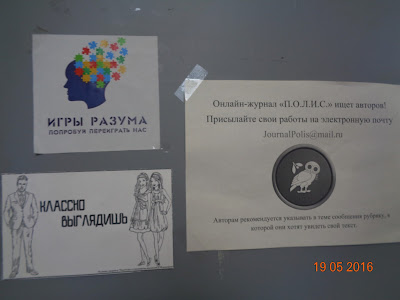 ИГРЫ РАЗУМА
ПОПРОБУЙ ПЕРЕИГРАТЬ НАС
КЛАССНО
ВЫГЛЯДИШЬ
Онлайн-журнал «П.О.Л.И.С.» ищет авторов!
Присылайте свои работы на электронную почту
JournalPolis@mail.ru
Авторам рекомендуется указывать в теме сообщения рубрику, в
которой они хотят увидеть свой текст.
19 05 2016